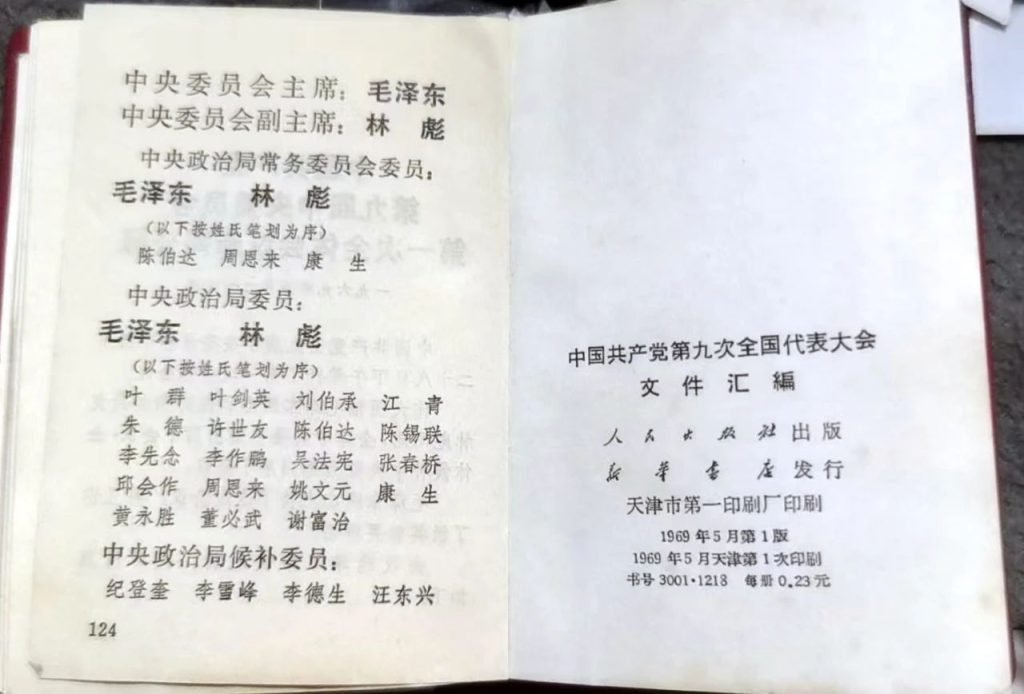 中央委员会主席：毛泽东
中央委员会副主席：林 彪
中央政治局常务委员会委员：
毛泽东 林 彪
（以下按姓氏笔划为序）
陈伯达 周恩来 康 生
中央政治局委员：
毛泽东 林 彪
（以下按姓氏笔划为序）
叶 群 叶剑英 刘伯承 江 青
朱 德 许世友 陈伯达 陈锡联
李先念 李作鹏 吴法宪 张春桥
邱会作 周恩来 姚文元 康 生
黄永胜 董必武 谢富治
中央政治局候补委员：
纪登奎 李雪峰 李德生 汪东兴
124
中国共产党第九次全国代表大会
文件汇编
人民出版社出版
新华书店发行
天津市第一印刷厂印刷
1969年5月第1版
1969年5月天津第1次印刷
书号3001·1218 每册0.23元